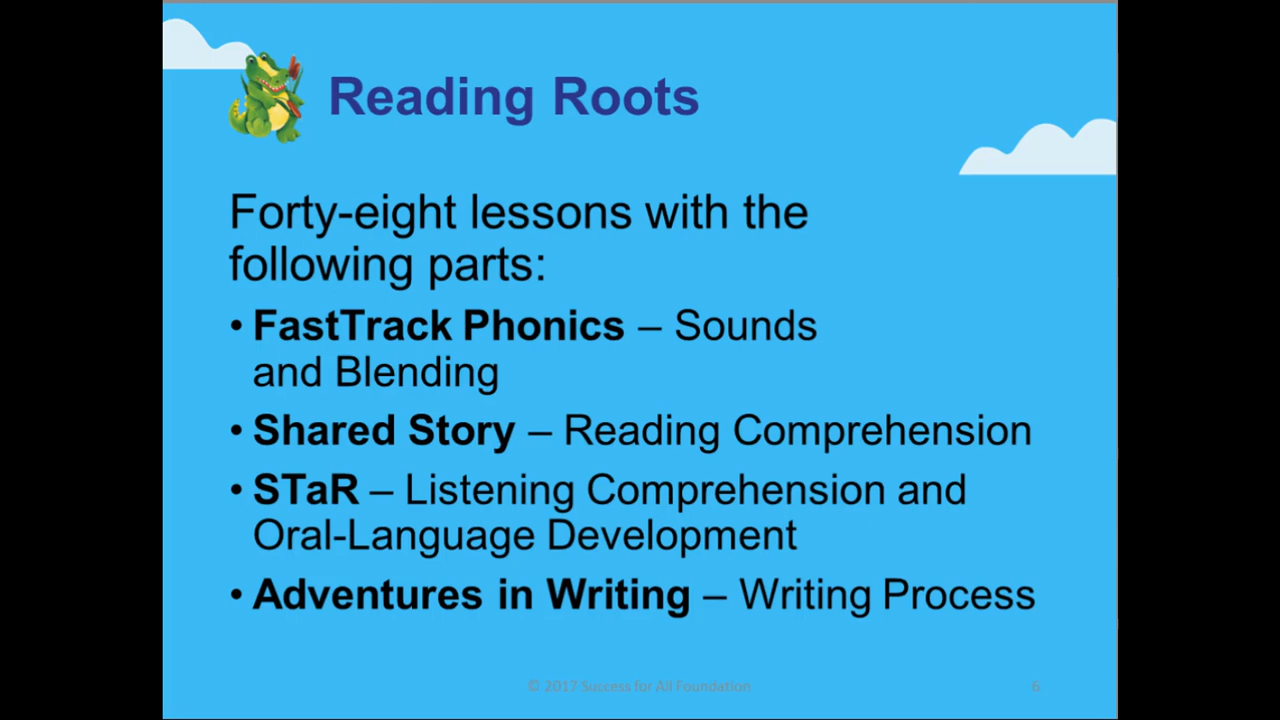 Reading Roots
Forty-eight lessons with the
following parts:
• FastTrack Phonics – Sounds
and Blending
• Shared Story – Reading Comprehension
• STaR – Listening Comprehension and
Oral-Language Development
• Adventures in Writing – Writing Process
© 2017 Success for All Foundation
6